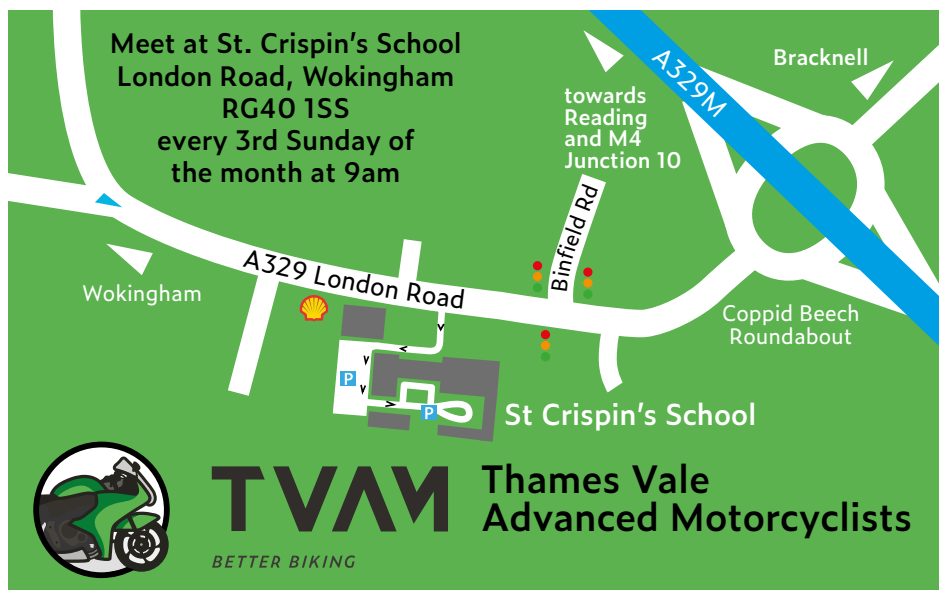 Meet at St. Crispin's School
London Road, Wokingham
RG40 1SS
every 3rd Sunday of
the month at 9am
towards
Reading
and M4
Junction 10
A329M
Bracknell
Binfield Rd
A329 London Road
Wokingham
Coppid Beech
Roundabout
P
P
St Crispin's School
TVAM
BETTER BIKING
Thames Vale
Advanced Motorcyclists